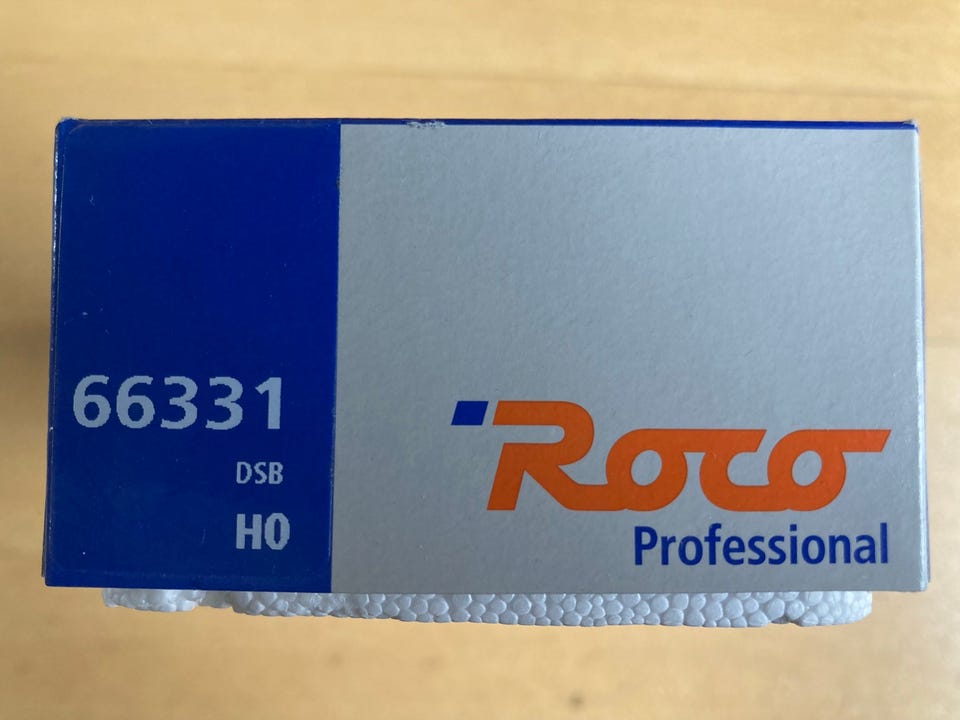 66331
DSB
H0
Roco
Professional